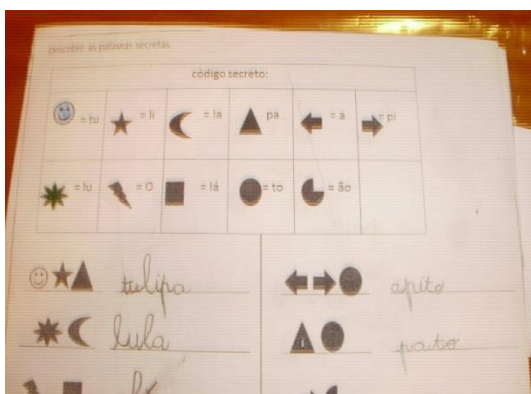 Descobre as palavras secretas.
código secreto:
= tu = li = la pa = a = pi
= lu = O = lá = to = ão
tulipa apito
lula pato